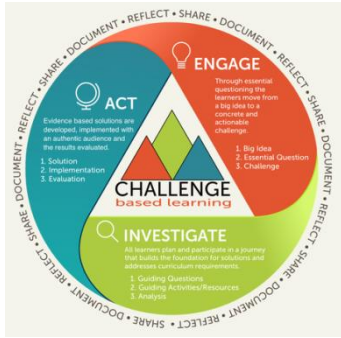 DOCUMENT • REFLECT • SHARE • DOCUMENT • REFLECT • SHARE • DOCUMENT • REFLECT • SHARE • DOCUMENT • REFLECT • SHARE •
ENGAGE
Through essential
questioning the
learners move from
a big idea to a
concrete and
actionable
challenge.
1. Big Idea
2. Essential Question
3. Challenge
ACT
Evidence based solutions are
developed, implemented with
an authentic audience and
the results evaluated.
1. Solution
2. Implementation
3. Evaluation
CHALLENGE
based learning
INVESTIGATE
All learners plan and participate in a journey
that builds the foundation for solutions and
addresses curriculum requirements.
1. Guiding Questions
2. Guiding Activities/Resources
3. Analysis